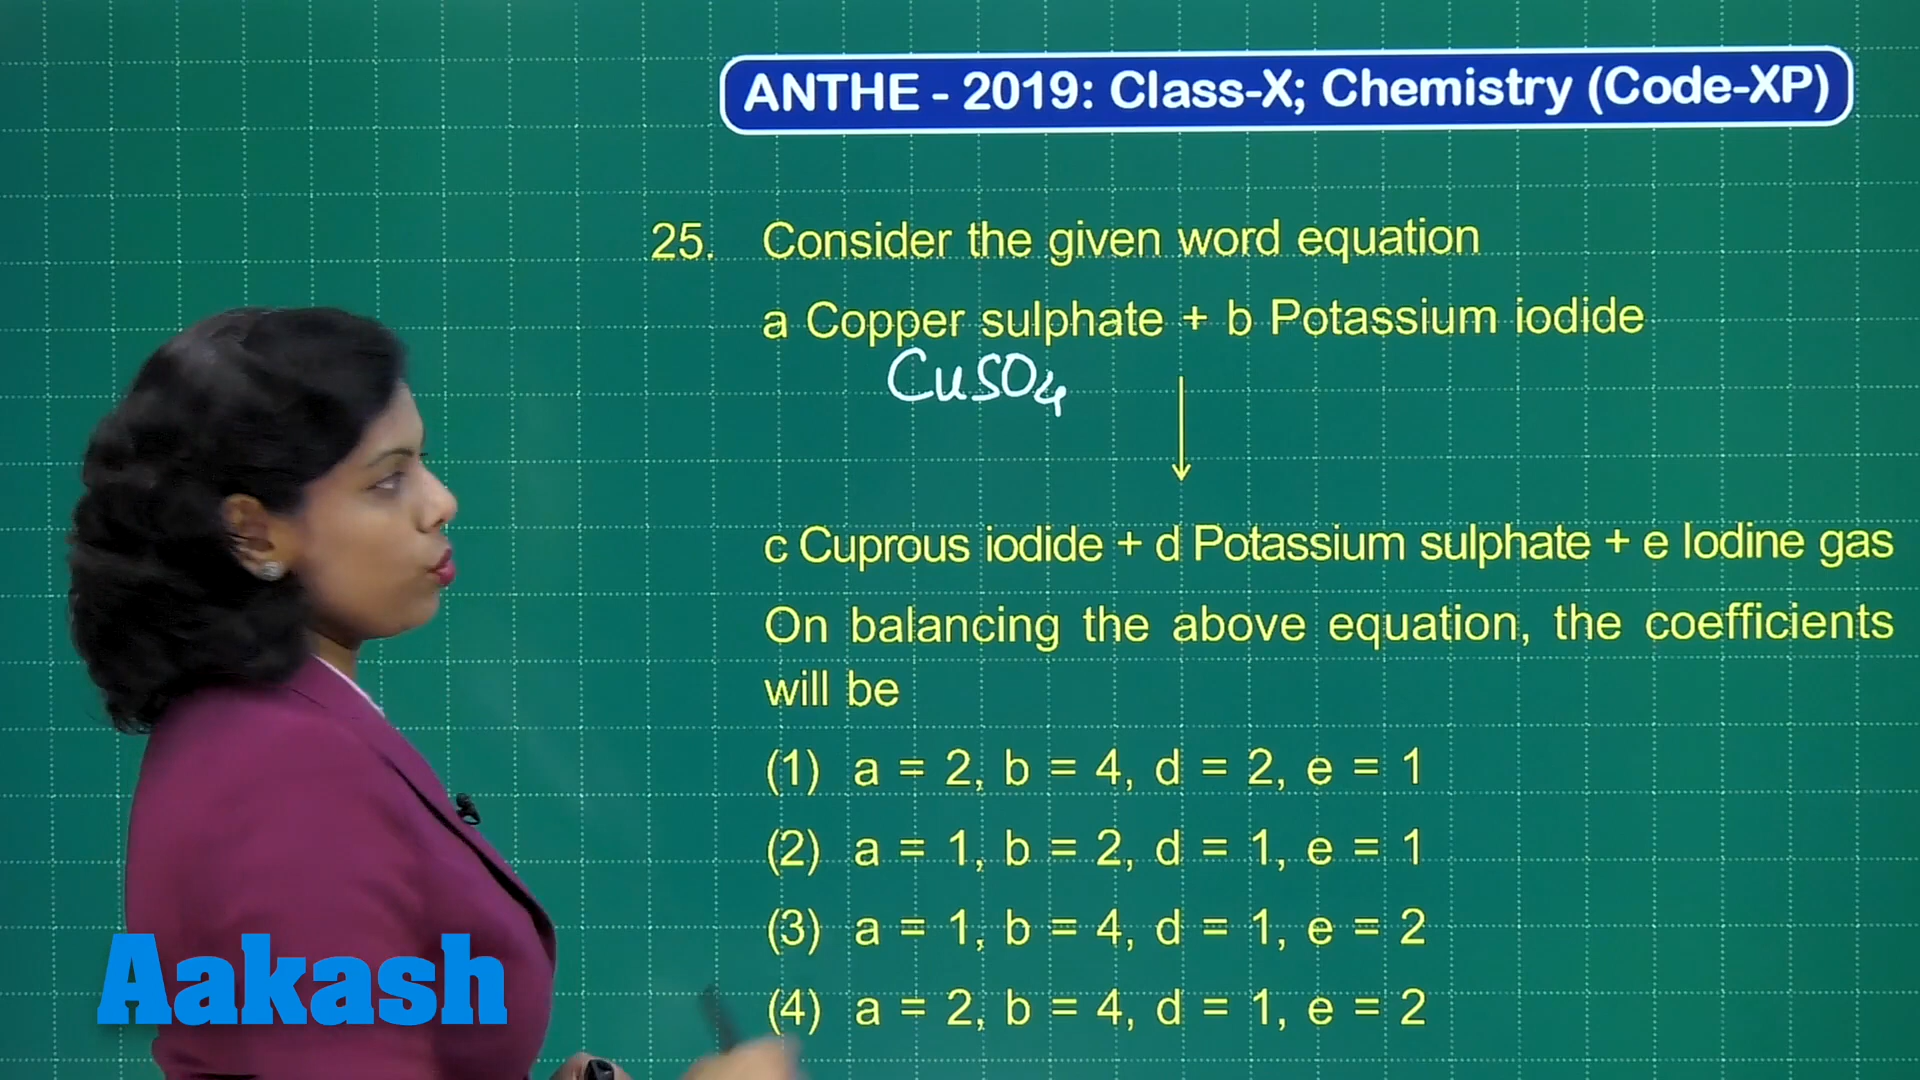 ANTHE - 2019: Class-X; Chemistry (Code-XP)
25. Consider the given word equation
a Copper sulphate + b Potassium iodide
CuSO4
c Cuprous iodide + d Potassium sulphate + e Iodine gas
On balancing the above equation, the coefficients
will be
(1) a = 2, b = 4, d = 2, e = 1
(2) a = 1, b = 2, d = 1, e = 1
(3) a = 1, b = 4, d = 1, e = 2
(4) a = 2, b = 4, d = 1, e = 2
Aakash